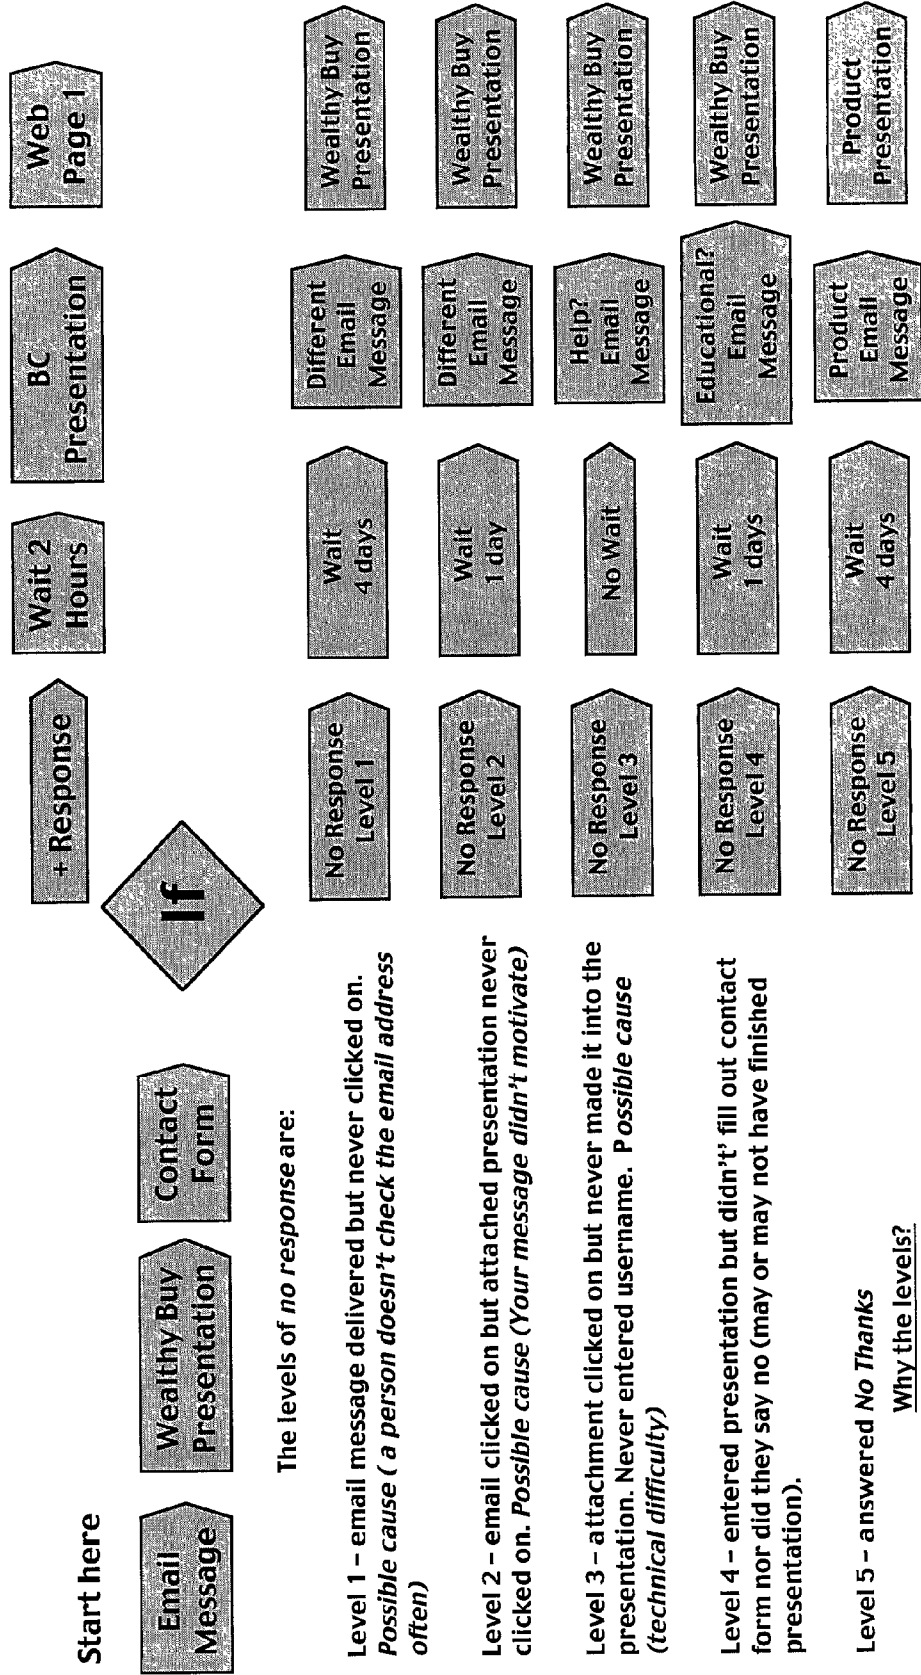 Start here
Email
Message
Wealthy Buy
Presentation
Contact
Form
If
+ Response
Wait 2
Hours
BC
Presentation
Web
Page 1
The levels of no response are:
Level 1 – email message delivered but never clicked on.
Possible cause ( a person doesn't check the email address
often)
No Response
Level 1
Wait
4 days
Different
Email
Message
Wealthy Buy
Presentation
Level 2 – email clicked on but attached presentation never
clicked on. Possible cause (Your message didn't motivate)
No Response
Level 2
Wait
1 day
Different
Email
Message
Wealthy Buy
Presentation
Level 3 – attachment clicked on but never made it into the
presentation. Never entered username. P ossible cause
(technical difficulty)
No Response
Level 3
No Wait
Help?
Email
Message
Wealthy Buy
Presentation
Level 4 – entered presentation but didn't' fill out contact
form nor did they say no (may or may not have finished
presentation).
No Response
Level 4
Wait
1 days
Educational?
Email
Message
Wealthy Buy
Presentation
Level 5 – answered No Thanks
Why the levels?
No Response
Level 5
Wait
4 days
Product
Email
Message
Product
Presentation